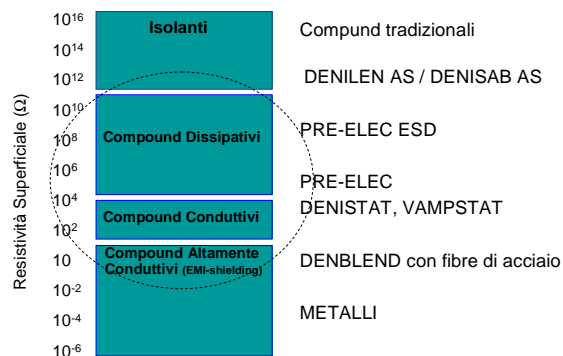 Resistività Superficiale (Ω)
10¹⁶
10¹⁴
10¹²
10¹⁰
10⁸
10⁶
10⁴
10²
10
10⁻²
10⁻⁴
10⁻⁶
Isolanti
Compound Dissipativi
Compound Conduttivi
Compound Altamente
Conduttivi (EMI-shielding)
Compund tradizionali
DENILEN AS / DENISAB AS
PRE-ELEC ESD
PRE-ELEC
DENISTAT, VAMPSTAT
DENBLEND con fibre di acciaio
METALLI